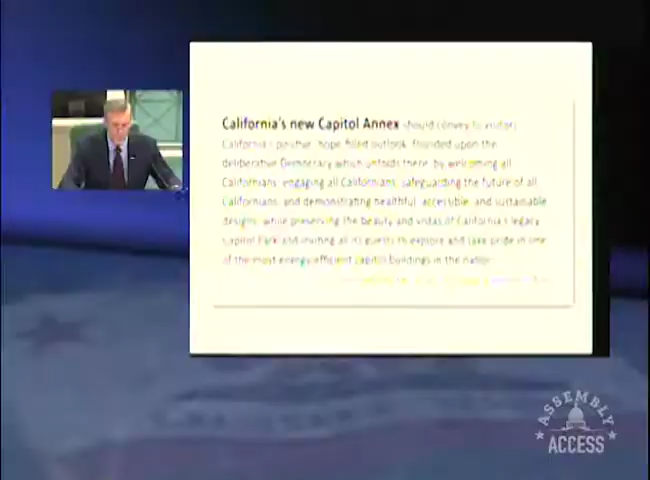 California's new Capitol Annex should convey to visitors
California's positive, hope filled outlook, founded upon the
deliberative Democracy which unfolds there, by welcoming all
Californians, engaging all Californians, safeguarding the future of all
Californians, and demonstrating healthful, accessible, and sustainable
designs, while preserving the beauty and vistas of California's legacy
Capitol Park and inviting all its guests to explore and take pride in one
of the most energy efficient capitol buildings in the nation.
ASSEMBLY
ACCESS